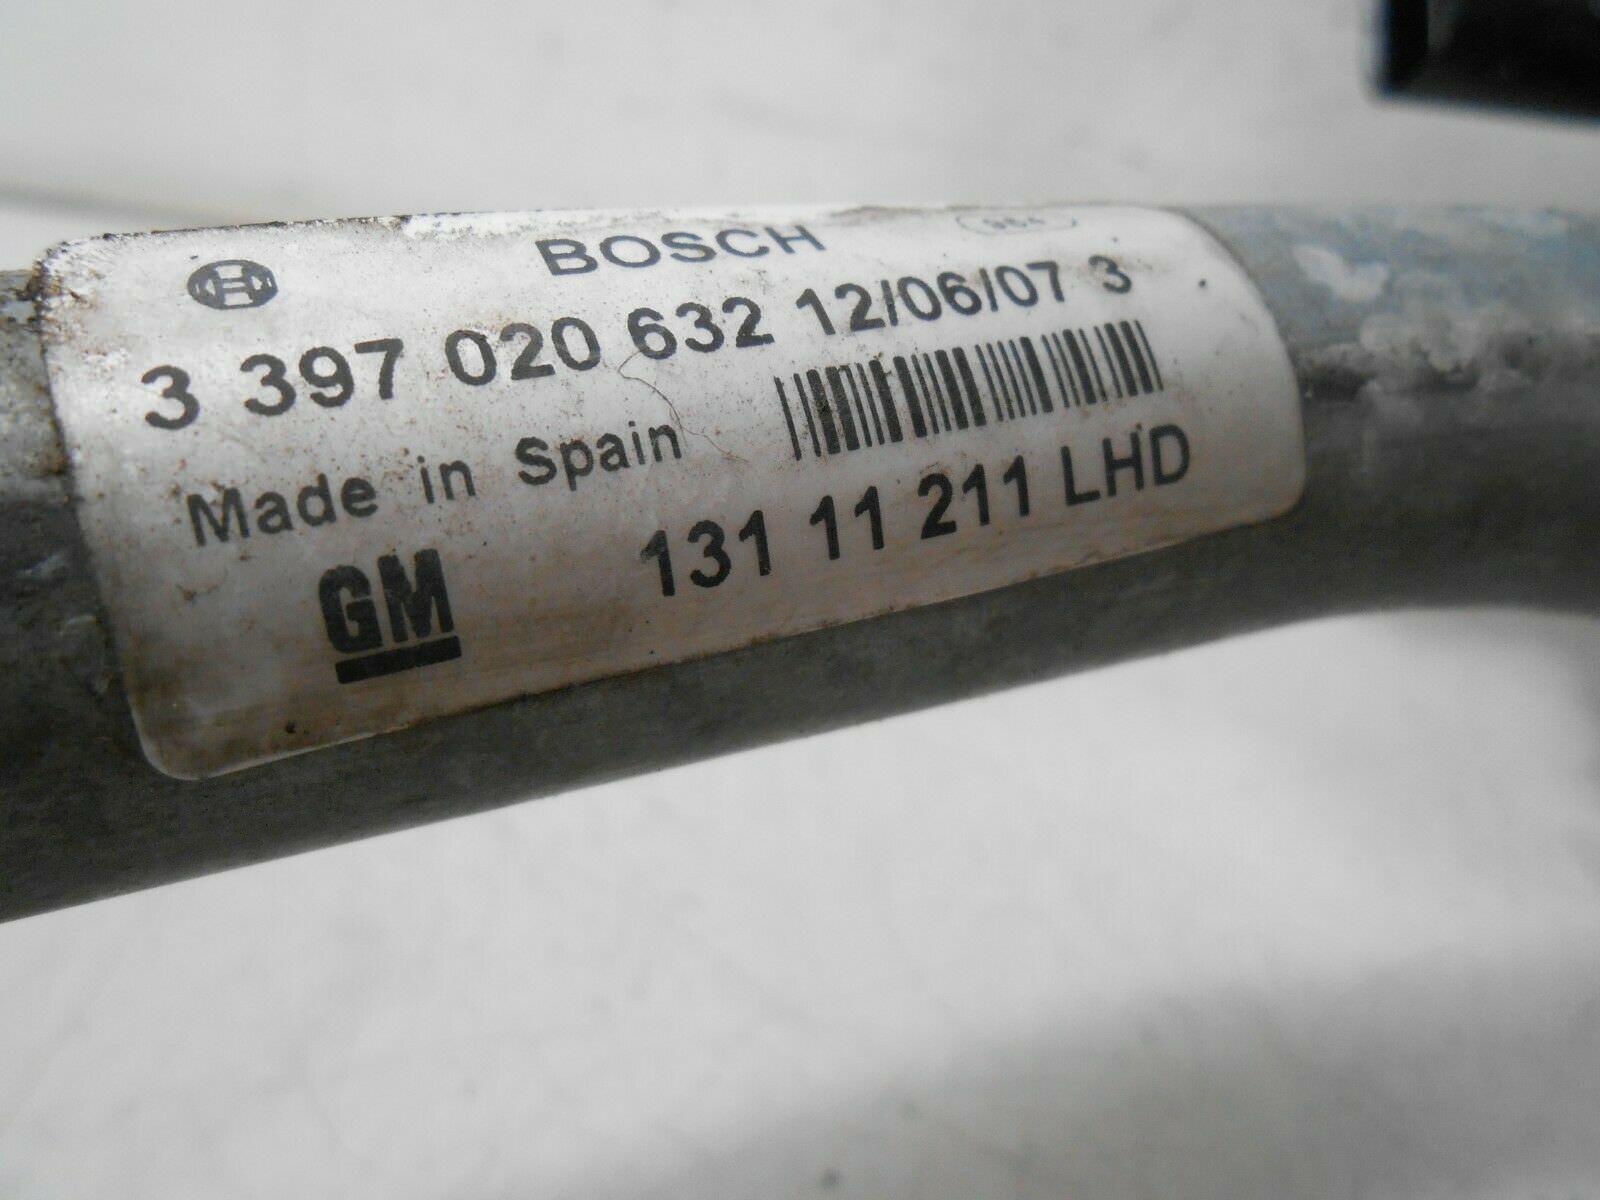 BOSCH
3 397 020 632 12/06/07 3
Made in Spain
GM 131 11 211 LHD